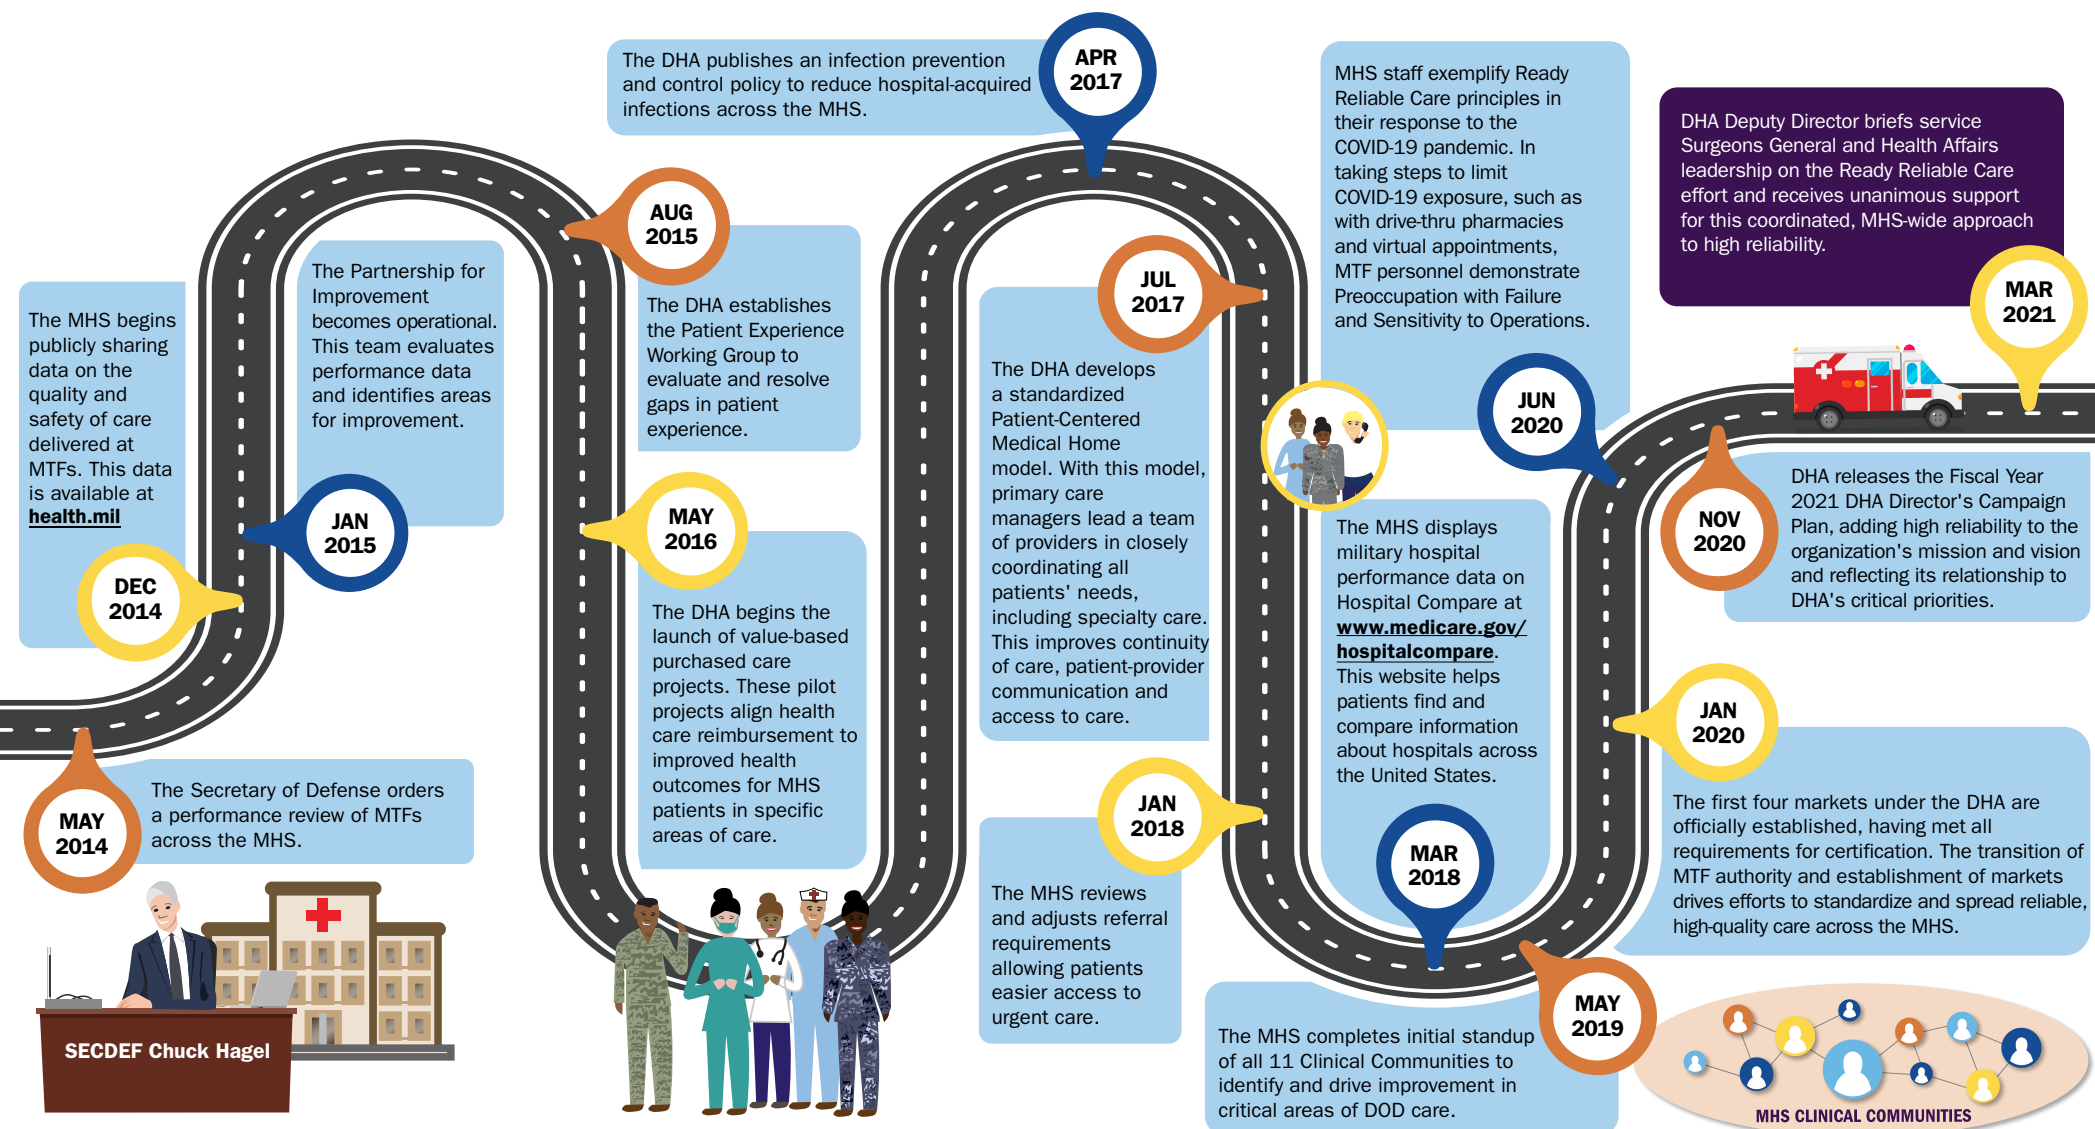 The Secretary of Defense orders
a performance review of MTFs
across the MHS.
MAY
2014
SECDEF Chuck Hagel
The MHS begins
publicly sharing
data on the
quality and
safety of care
delivered at
MTFs. This data
is available at
health.mil
DEC
2014
The Partnership for
Improvement
becomes operational.
This team evaluates
performance data
and identifies areas
for improvement.
JAN
2015
AUG
2015
The DHA establishes
the Patient Experience
Working Group to
evaluate and resolve
gaps in patient
experience.
MAY
2016
The DHA begins the
launch of value-based
purchased care
projects. These pilot
projects align health
care reimbursement to
improved health
outcomes for MHS
patients in specific
areas of care.
The DHA publishes an infection prevention
and control policy to reduce hospital-acquired
infections across the MHS.
APR
2017
JUL
2017
The DHA develops
a standardized
Patient-Centered
Medical Home
model. With this model,
primary care
managers lead a team
of providers in closely
coordinating all
patients' needs,
including specialty care.
This improves continuity
of care, patient-provider
communication and
access to care.
JAN
2018
The MHS reviews
and adjusts referral
requirements
allowing patients
easier access to
urgent care.
The MHS displays
military hospital
performance data on
Hospital Compare at
www.medicare.gov/
hospitalcompare.
This website helps
patients find and
compare information
about hospitals across
the United States.
MAR
2018
MAY
2019
The MHS completes initial standup
of all 11 Clinical Communities to
identify and drive improvement in
critical areas of DOD care.
MHS CLINICAL COMMUNITIES
JAN
2020
The first four markets under the DHA are
officially established, having met all
requirements for certification. The transition of
MTF authority and establishment of markets
drives efforts to standardize and spread reliable,
high-quality care across the MHS.
MHS staff exemplify Ready
Reliable Care principles in
their response to the
COVID-19 pandemic. In
taking steps to limit
COVID-19 exposure, such as
with drive-thru pharmacies
and virtual appointments,
MTF personnel demonstrate
Preoccupation with Failure
and Sensitivity to Operations.
JUN
2020
NOV
2020
DHA releases the Fiscal Year
2021 DHA Director's Campaign
Plan, adding high reliability to the
organization's mission and vision
and reflecting its relationship to
DHA's critical priorities.
DHA Deputy Director briefs service
Surgeons General and Health Affairs
leadership on the Ready Reliable Care
effort and receives unanimous support
for this coordinated, MHS-wide approach
to high reliability.
MAR
2021